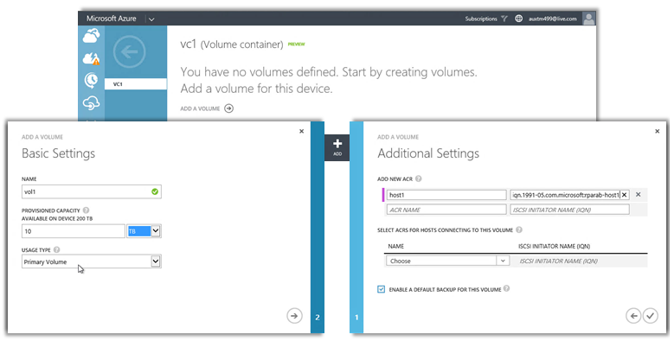 Microsoft Azure
Subscriptions
auxtm499@live.com
vc1 (Volume container) PREVIEW
VC1
You have no volumes defined. Start by creating volumes.
Add a volume for this device.
ADD A VOLUME
ADD
ADD A VOLUME
Basic Settings
NAME
vol1
PROVISIONED CAPACITY ?
AVAILABLE ON DEVICE 200 TB
10 TB
USAGE TYPE ?
Primary Volume
2
ADD A VOLUME
Additional Settings
ADD NEW ACR ?
host1 iqn.1991-05.com.microsoft:rparab-host1
ACR NAME ISCSI INITIATOR NAME (IQN)
SELECT ACRS FOR HOSTS CONNECTING TO THIS VOLUME ?
NAME ISCSI INITIATOR NAME (IQN)
Choose ISCSI INITIATOR NAME (IQN)
ENABLE A DEFAULT BACKUP FOR THIS VOLUME ?
1